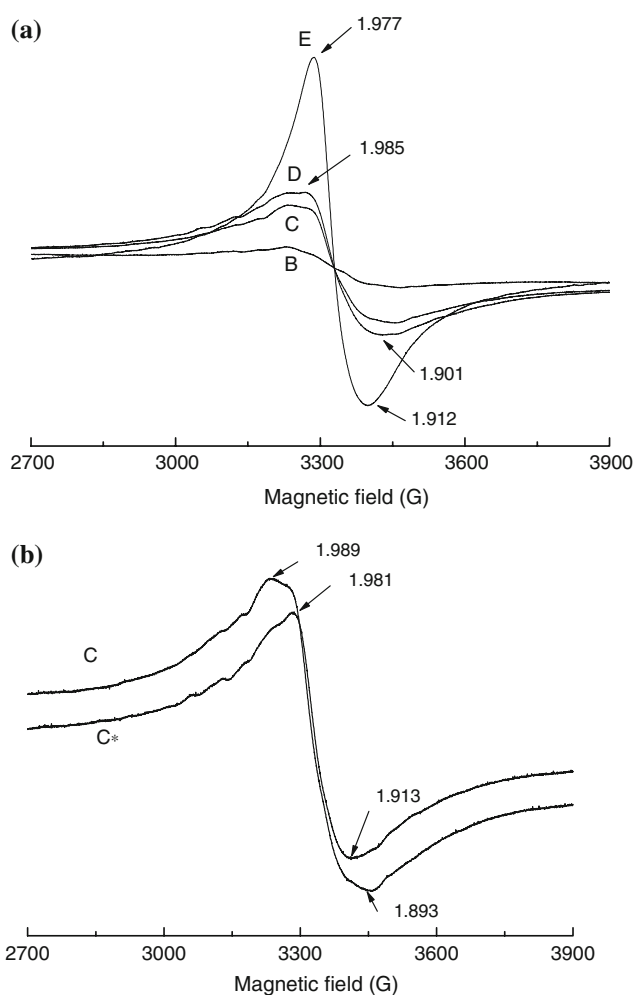 (a)
E
1.977
1.985
D
C
B
1.901
1.912
2700 3000 3300 3600 3900
Magnetic field (G)
(b)
1.989
1.981
C
C*
1.913
1.893
2700 3000 3300 3600 3900
Magnetic field (G)